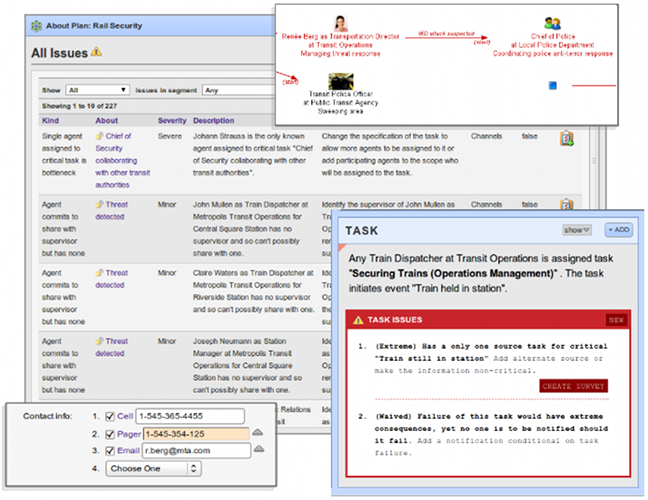 About Plan: Rail Security
All Issues
Show All Issues in segment Any
Showing 1 to 10 of 227
Kind About Severity Description
Single agent assigned to critical task is bottleneck
Chief of Security collaborating with other transit authorities
Severe
Johann Strauss is the only known agent assigned to critical task "Chief of Security collaborating with other transit authorities".
Change the specification of the task to allow more agents to be assigned to it or add participating agents to the scope who will be assigned to the task.
Channels
false
Agent commits to share with supervisor but has none
Threat detected
Minor
John Mullen as Train Dispatcher at Metropolis Transit Operations for Central Square Station has no supervisor and so can't possibly share with one.
Identify the supervisor of John Mullen as
Channels
false
Agent commits to share with supervisor but has none
Threat detected
Minor
Claire Waters as Train Dispatcher at Metropolis Transit Operations for Riverside Station has no supervisor and so can't possibly share with one.
Agent commits to share with supervisor but has none
Threat detected
Minor
Joseph Neumann as Station Manager at Metropolis Transit Operations for Central Square Station has no supervisor and so can't possibly share with one.
Relations
Renée Berg as Transportation Director
at Transit Operations
Managing threat response
IED attack suspected
(start)
Chief of Police
at Local Police Department
Coordinating police anti-terror response
(start)
Transit Police Officer
at Public Transit Agency
Sweeping area
TASK
show
+ ADD
Any Train Dispatcher at Transit Operations is assigned task
"Securing Trains (Operations Management)" . The task
initiates event "Train held in station".
TASK ISSUES
NEW
1. (Extreme) Has a only one source task for critical
"Train still in station" Add alternate source or
make the information non-critical.
CREATE SURVEY
2. (Waived) Failure of this task would have extreme
consequences, yet no one is to be notified should
it fail. Add a notification conditional on task
failure.
Contact info:
1. Cell 1-545-365-4455
2. Pager 1-545-354-125
3. Email r.berg@mta.com
4. Choose One